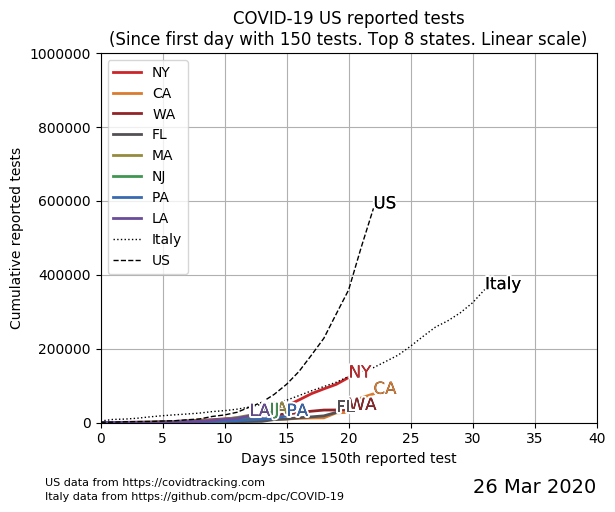 COVID-19 US reported tests
(Since first day with 150 tests. Top 8 states. Linear scale)
Cumulative reported tests
1000000
800000
600000
400000
200000
0
NY
CA
WA
FL
MA
NJ
PA
LA
Italy
US
US
Italy
NY
CA
FL
WA
LA
PA
0 5 10 15 20 25 30 35 40
Days since 150th reported test
US data from https://covidtracking.com
Italy data from https://github.com/pcm-dpc/COVID-19
26 Mar 2020